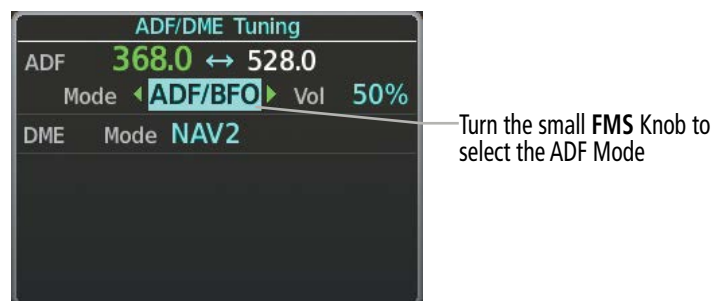 ADF/DME Tuning
ADF 368.0 ↔ 528.0
Mode ADF/BFO Vol 50%
DME Mode NAV2
Turn the small FMS Knob to
select the ADF Mode